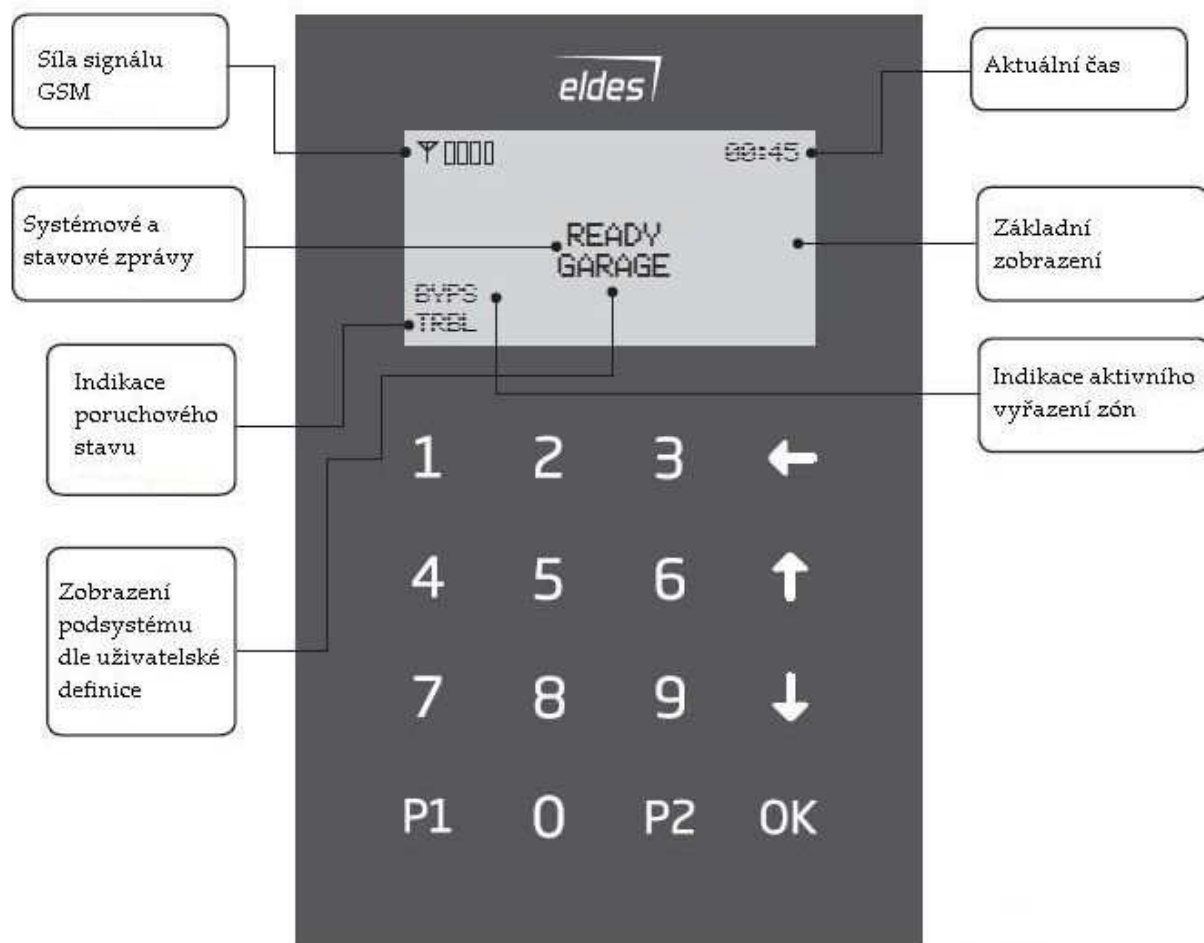 Síla signálu
GSM
eldes
Aktuální čas
00:45
Systémové a
stavové zprávy
READY
GARAGE
Základní
zobrazení
BYPS
TRBL
Indikace
poruchového
stavu
Indikace aktivního
vyřazení zón
Zobrazení
podsystému
dle uživatelské
definice
1 2 3 ←
4 5 6 ↑
7 8 9 ↓
P1 0 P2 OK